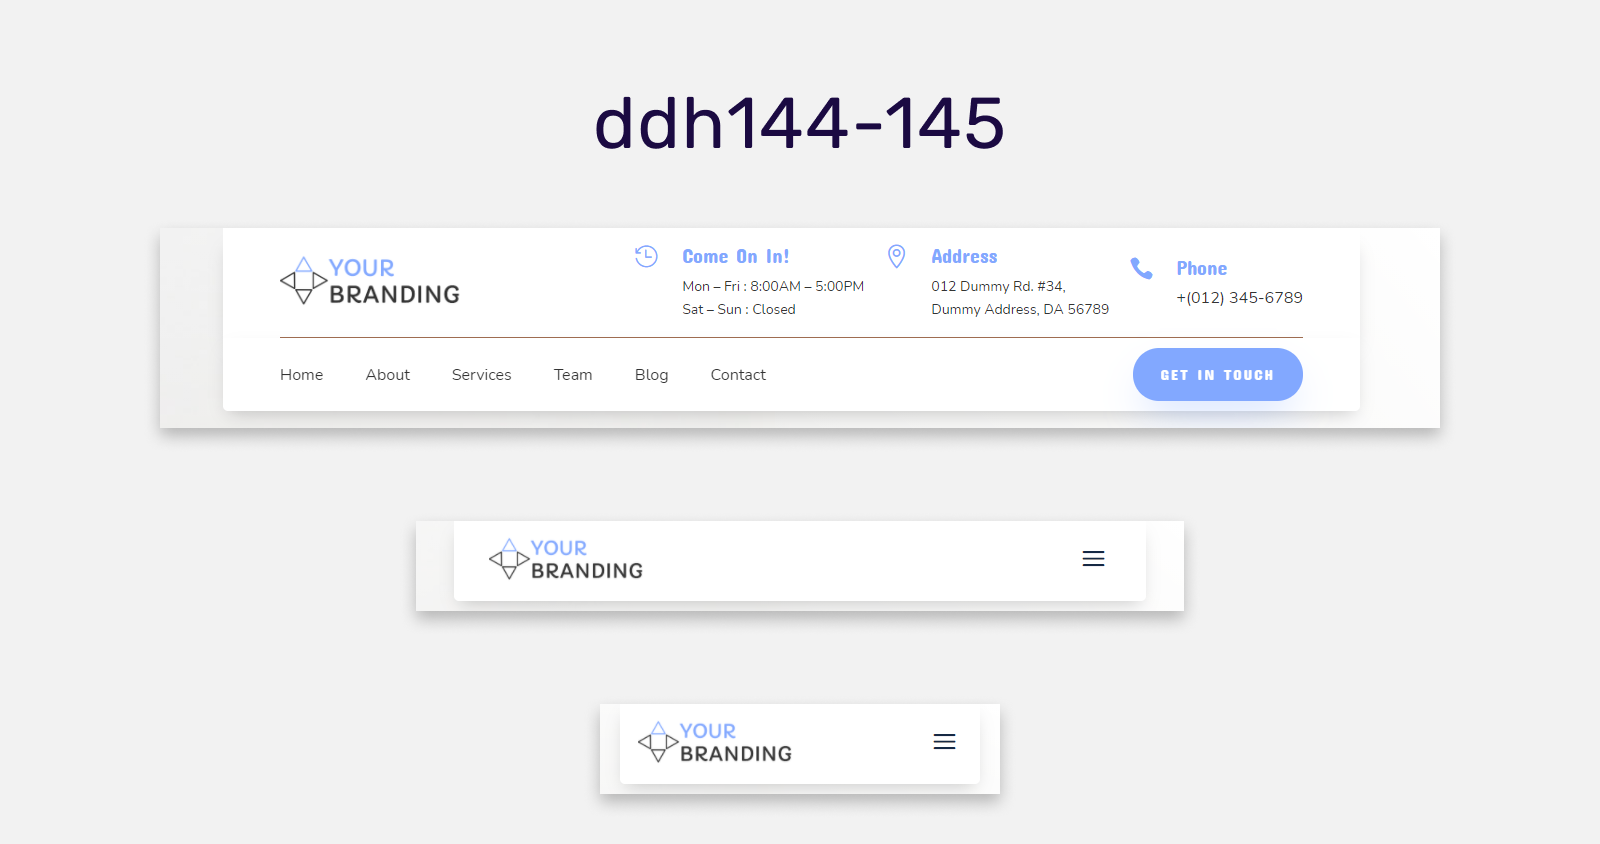 ddh144-145
YOUR
BRANDING
Come On In!
Mon – Fri : 8:00AM – 5:00PM
Sat – Sun : Closed
Address
012 Dummy Rd. #34,
Dummy Address, DA 56789
Phone
+(012) 345-6789
Home About Services Team Blog Contact
GET IN TOUCH
YOUR
BRANDING
YOUR
BRANDING